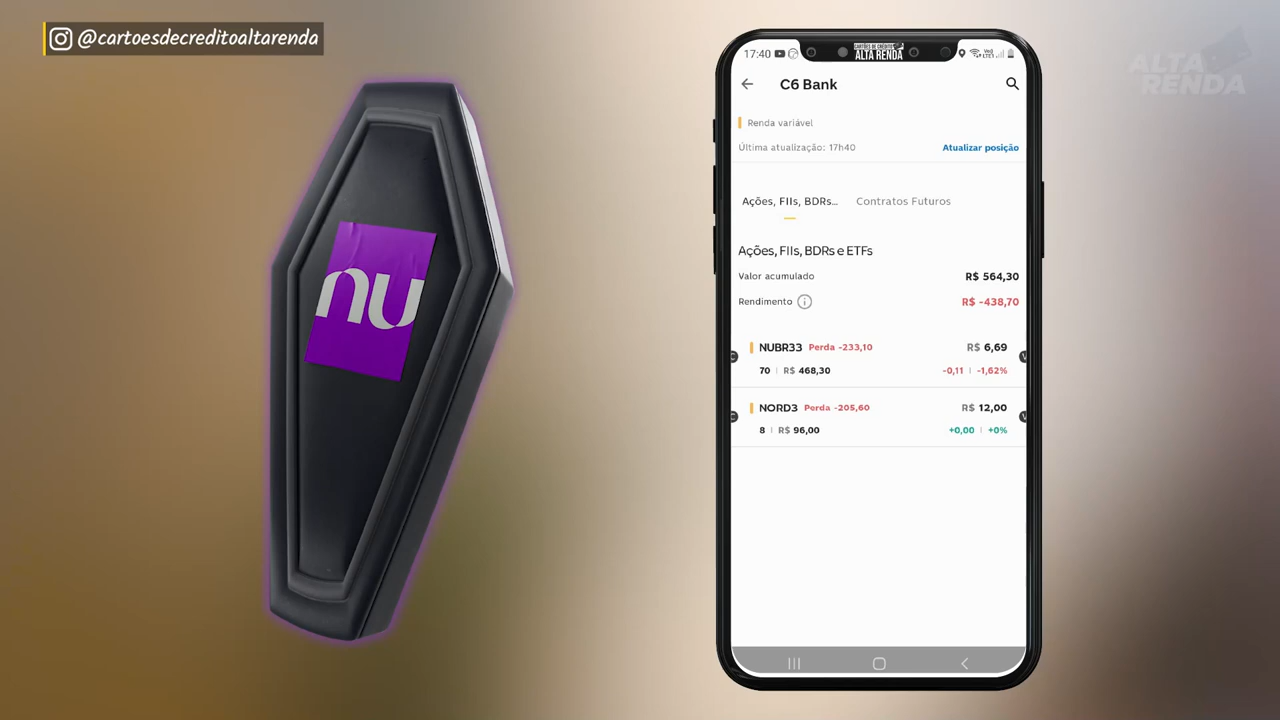 @cartoesdecreditoaltarenda
ALTA
RENDA
nu
17:40
CARTÕES DE CRÉDITO
ALTA RENDA
C6 Bank
Renda variável
Última atualização: 17h40
Atualizar posição
Ações, FIIs, BDRs...
Contratos Futuros
Ações, FIIs, BDRs e ETFs
Valor acumulado R$ 564,30
Rendimento R$ -438,70
NUBR33 Perda -233,10 R$ 6,69
70 | R$ 468,30 -0,11 | -1,62%
NORD3 Perda -205,60 R$ 12,00
8 | R$ 96,00 +0,00 | +0%